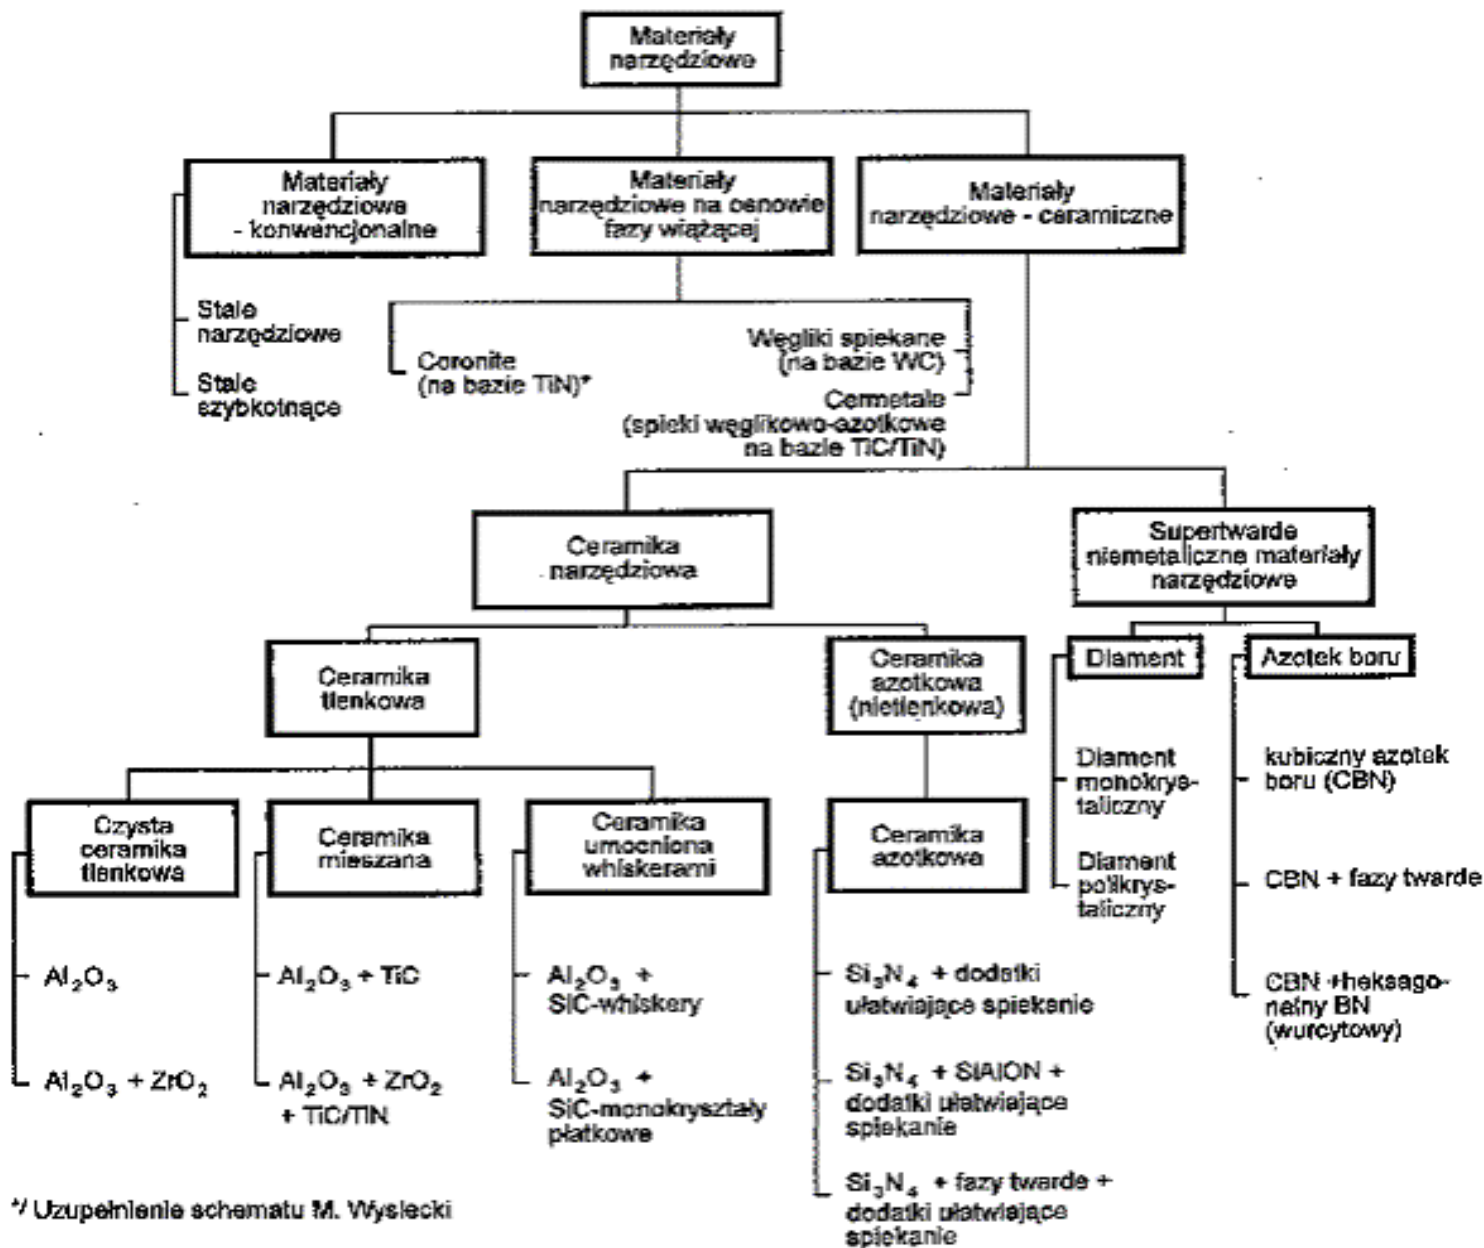 Materiały
narzędziowe
Materiały
narzędziowe
- konwencjonalne
Materiały
narzędziowe na osnowie
fazy wiążącej
Materiały
narzędziowe - ceramiczne
Stale
narzędziowe
Stale
szybkotnące
Coronite
(na bazie TiN)*
Węgliki spiekane
(na bazie WC)
Cermetale
(spieki węglikowo-azotkowe
na bazie TiC/TiN)
Ceramika
narzędziowa
Supertwarde
niemetaliczne materiały
narzędziowe
Ceramika
tlenkowa
Ceramika
azotkowa
(nietlenkowa)
Diament
Azotek boru
Diament
monokrys-
taliczny
Diament
polikrys-
taliczny
kubiczny azotek
boru (CBN)
CBN + fazy twarde
CBN +heksago-
nalny BN
(wurcytowy)
Czysta
ceramika
tlenkowa
Ceramika
mieszana
Ceramika
umocniona
whiskerami
Ceramika
azotkowa
Al₂O₃
Al₂O₃ + ZrO₂
Al₂O₃ + TiC
Al₂O₃ + ZrO₂
+ TiC/TiN
Al₂O₃ +
SiC-whiskery
Al₂O₃ +
SiC-monokryształy
płatkowe
Si₃N₄ + dodatki
ułatwiające spiekanie
Si₃N₄ + SiAlON +
dodatki ułatwiające
spiekanie
Si₃N₄ + fazy twarde +
dodatki ułatwiające
spiekanie
*/ Uzupełnienie schematu M. Wysiecki